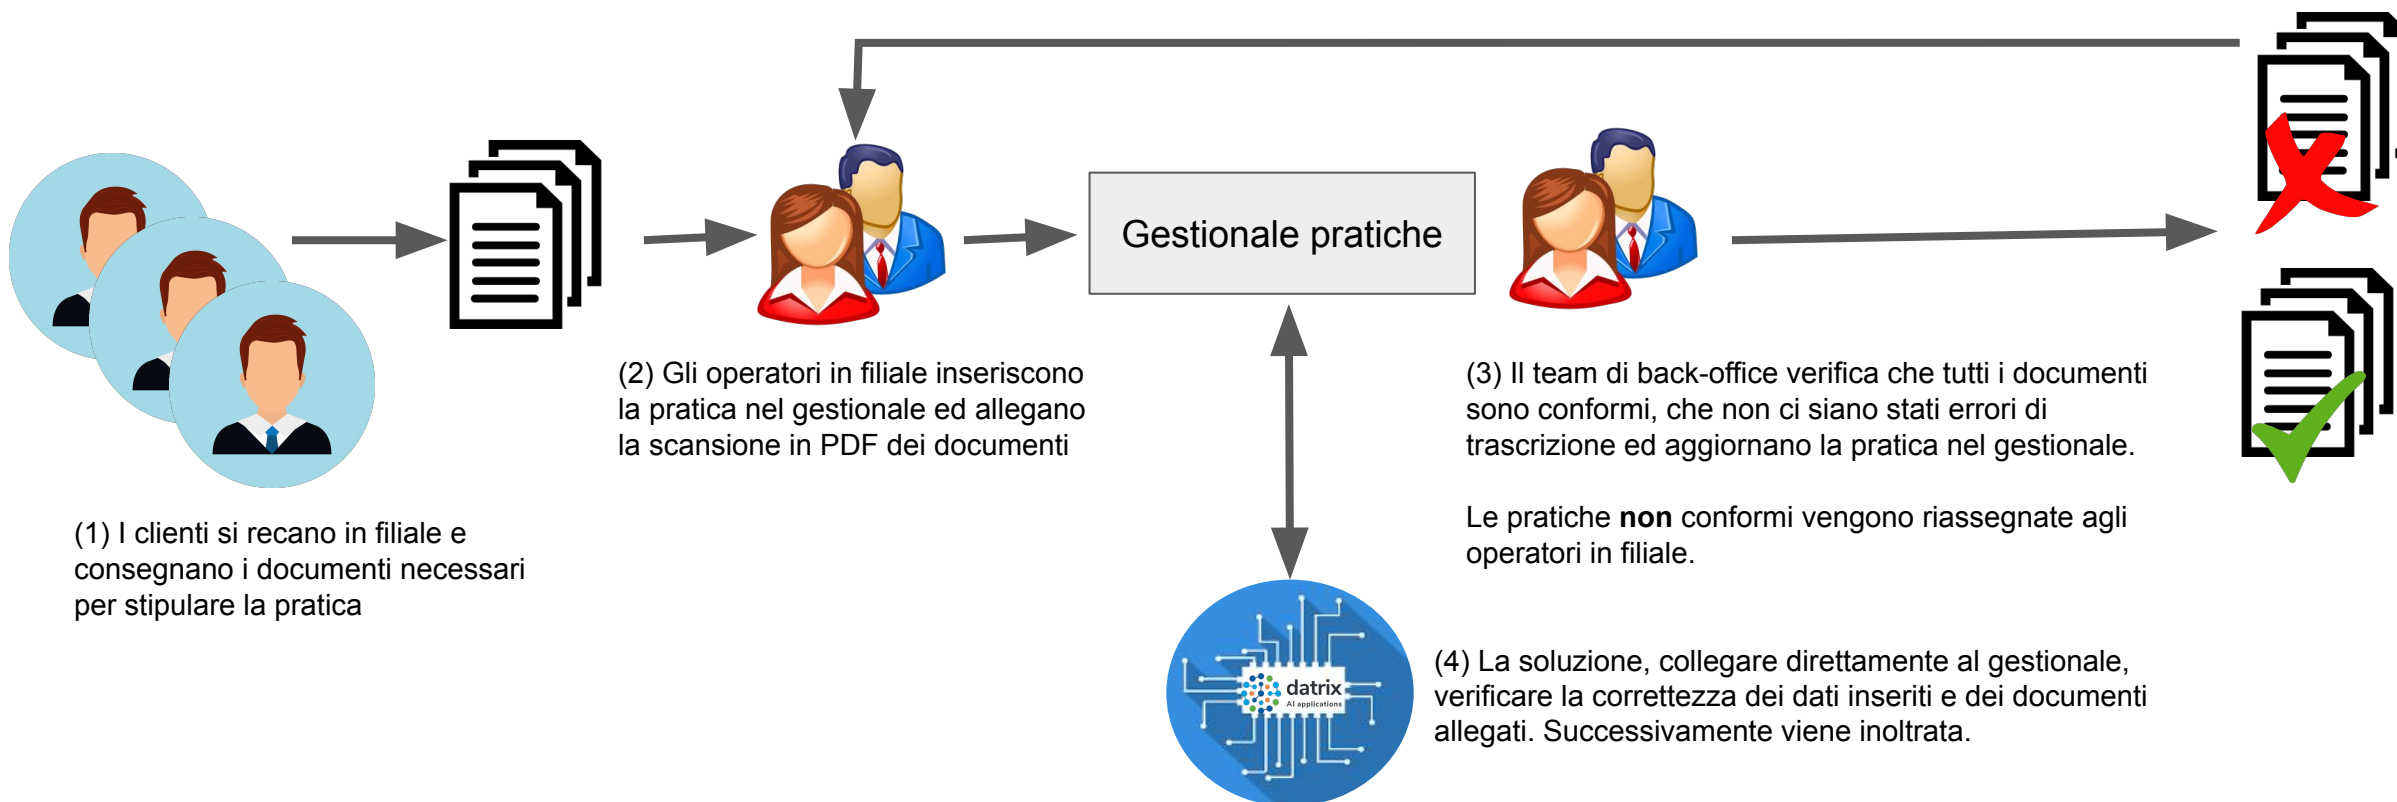 Gestionale pratiche
(1) I clienti si recano in filiale e
consegnano i documenti necessari
per stipulare la pratica
(2) Gli operatori in filiale inseriscono
la pratica nel gestionale ed allegano
la scansione in PDF dei documenti
(3) Il team di back-office verifica che tutti i documenti
sono conformi, che non ci siano stati errori di
trascrizione ed aggiornano la pratica nel gestionale.
Le pratiche non conformi vengono riassegnate agli
operatori in filiale.
datrix
AI applications
(4) La soluzione, collegare direttamente al gestionale,
verificare la correttezza dei dati inseriti e dei documenti
allegati. Successivamente viene inoltrata.